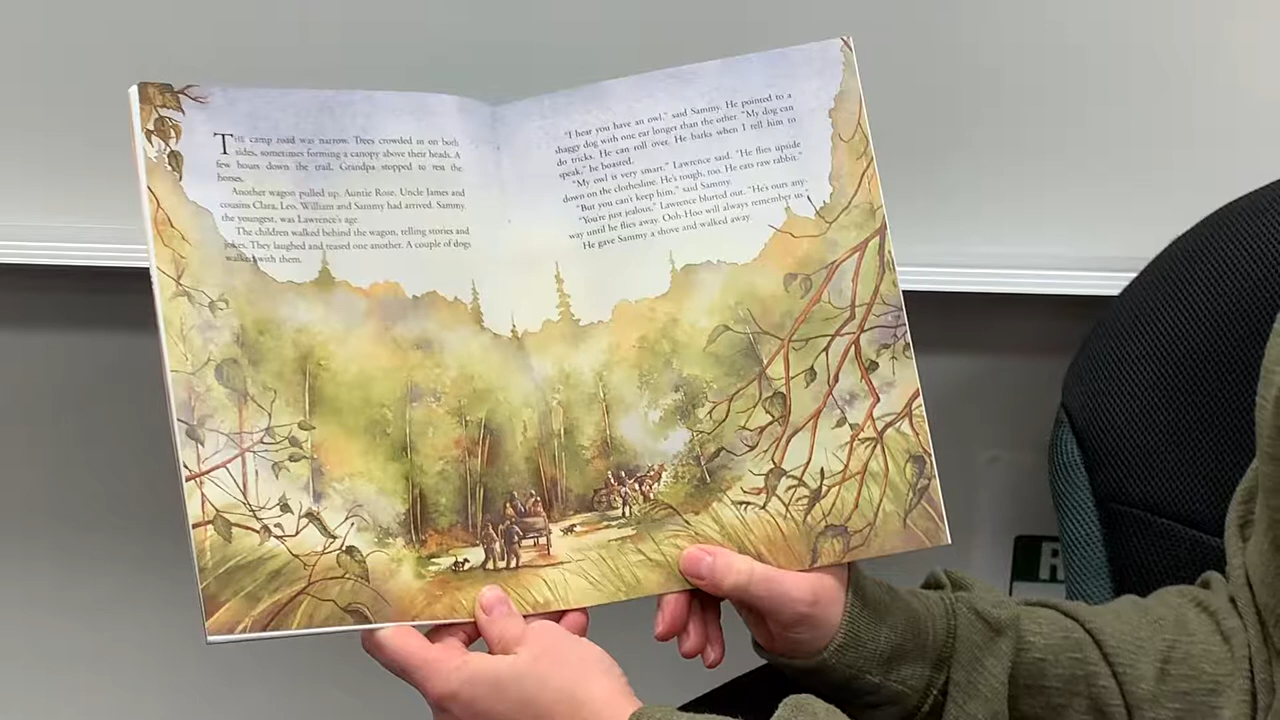 THE camp road was narrow. Trees crowded in on both
sides, sometimes forming a canopy above their heads. A
few hours down the trail, Grandpa stopped to rest the
horses.
Another wagon pulled up. Auntie Rose, Uncle James and
cousins Clara, Leo, William and Sammy had arrived. Sammy,
the youngest, was Lawrence's age.
The children walked behind the wagon, telling stories and
jokes. They laughed and teased one another. A couple of dogs
walked with them.
"I hear you have an owl," said Sammy. He pointed to a
shaggy dog with one ear longer than the other. "My dog can
do tricks. He can roll over. He barks when I tell him to
speak," he boasted.
"My owl is very smart," Lawrence said. "He flies upside
down on the clothesline. He's tough, too. He eats raw rabbit."
"But you can't keep him," said Sammy.
"You're just jealous," Lawrence blurted out. "He's ours any-
way until he flies away. Ooh-Hoo will always remember us."
He gave Sammy a shove and walked away.
R